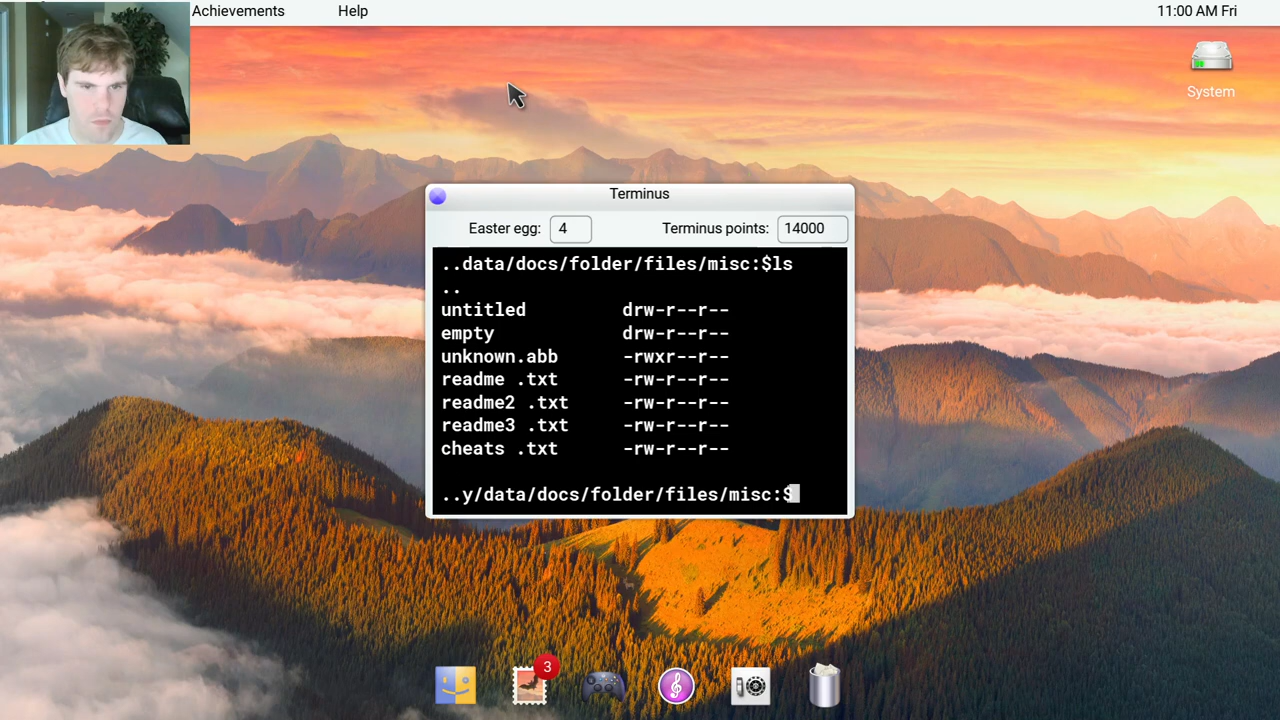 Achievements Help 11:00 AM Fri
System
Terminus
Easter egg: 4 Terminus points: 14000
..data/docs/folder/files/misc:$ls
..
untitled drw-r--r--
empty drw-r--r--
unknown.abb -rwxr--r--
readme .txt -rw-r--r--
readme2 .txt -rw-r--r--
readme3 .txt -rw-r--r--
cheats .txt -rw-r--r--
..y/data/docs/folder/files/misc:$
3